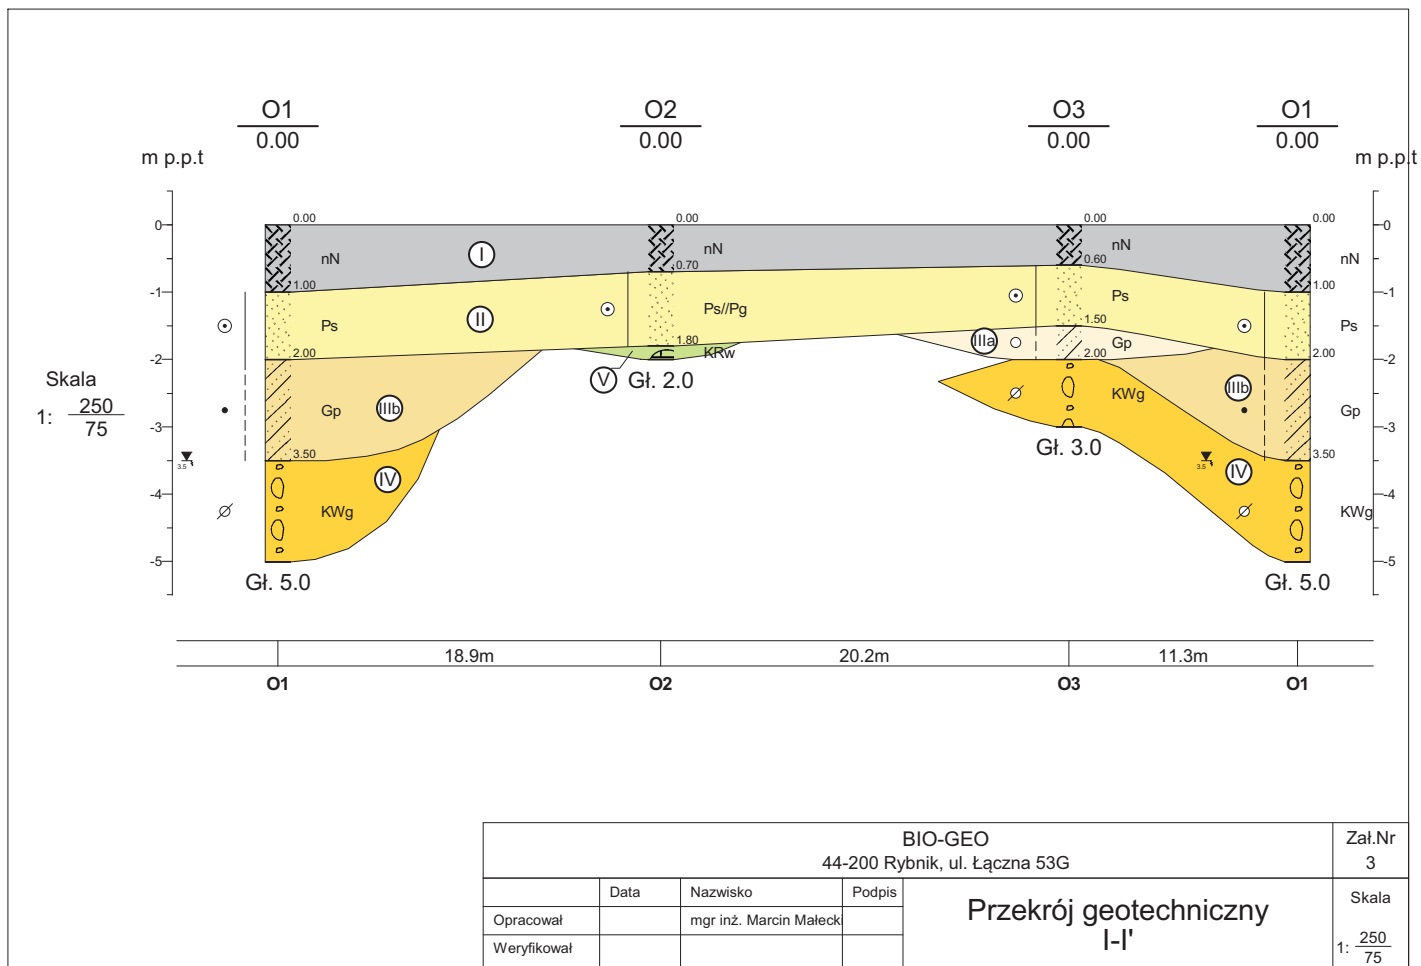 O1 O2 O3 O1
0.00 0.00 0.00 0.00
m p.p.t m p.p.t
0.00 0.00 0.00 0.00
0 0
nN I nN nN nN
0.70 0.60
-1 1.00 1.00 -1
Ps II Ps//Pg Ps Ps
1.80 1.50
KRw IIIa Gp
-2 2.00 2.00 2.00 -2
V Gł. 2.0
Skala
1: 250
75
Gp IIIb KWg IIIb Gp
-3 -3
Gł. 3.0
3.50 3.50
3.5 3.5
IV IV
-4 -4
KWg KWg
-5 -5
Gł. 5.0 Gł. 5.0
18.9m 20.2m 11.3m
O1 O2 O3 O1
BIO-GEO
44-200 Rybnik, ul. Łączna 53G
Zał.Nr
3
Data Nazwisko Podpis
Opracował mgr inż. Marcin Małecki
Weryfikował
Przekrój geotechniczny
I-I'
Skala
1: 250
75